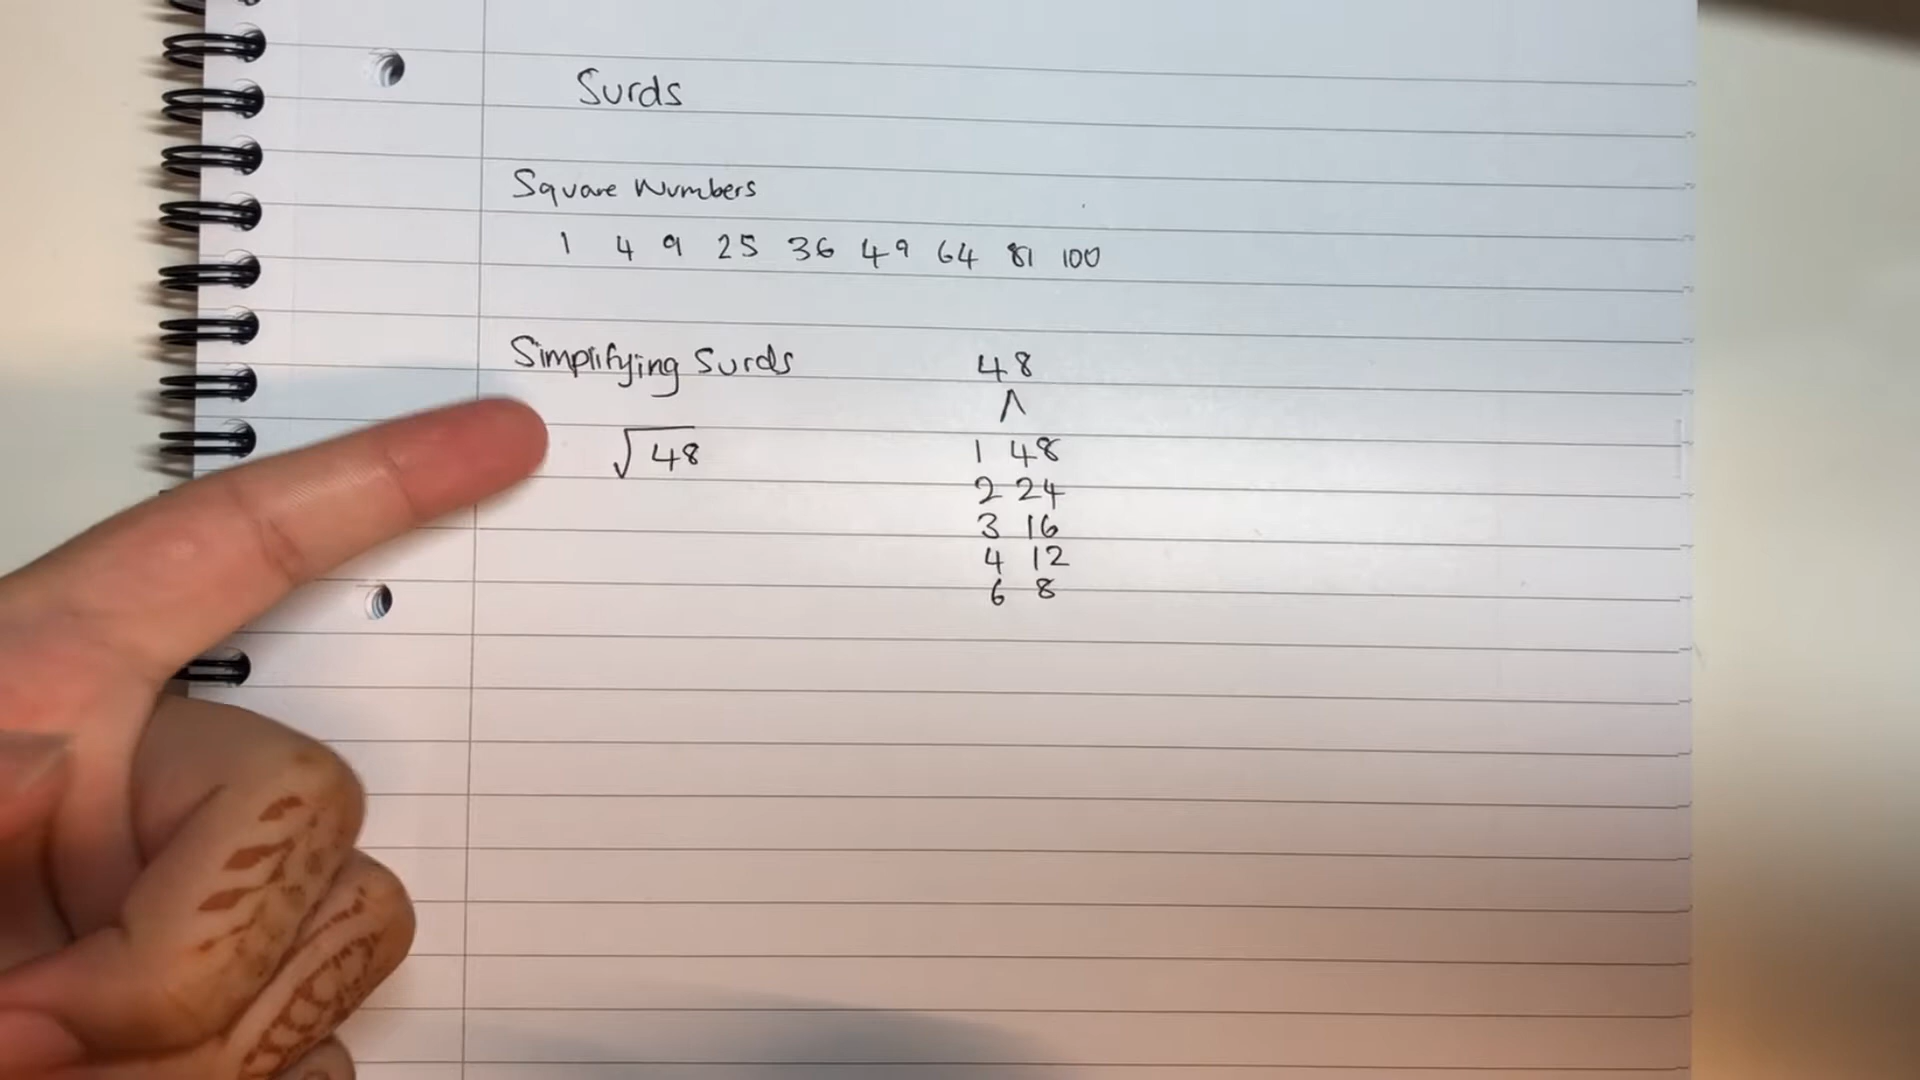 Surds
Square Numbers
1 4 9 25 36 49 64 81 100
Simplifying Surds
48
√48
1 48
2 24
3 16
4 12
6 8